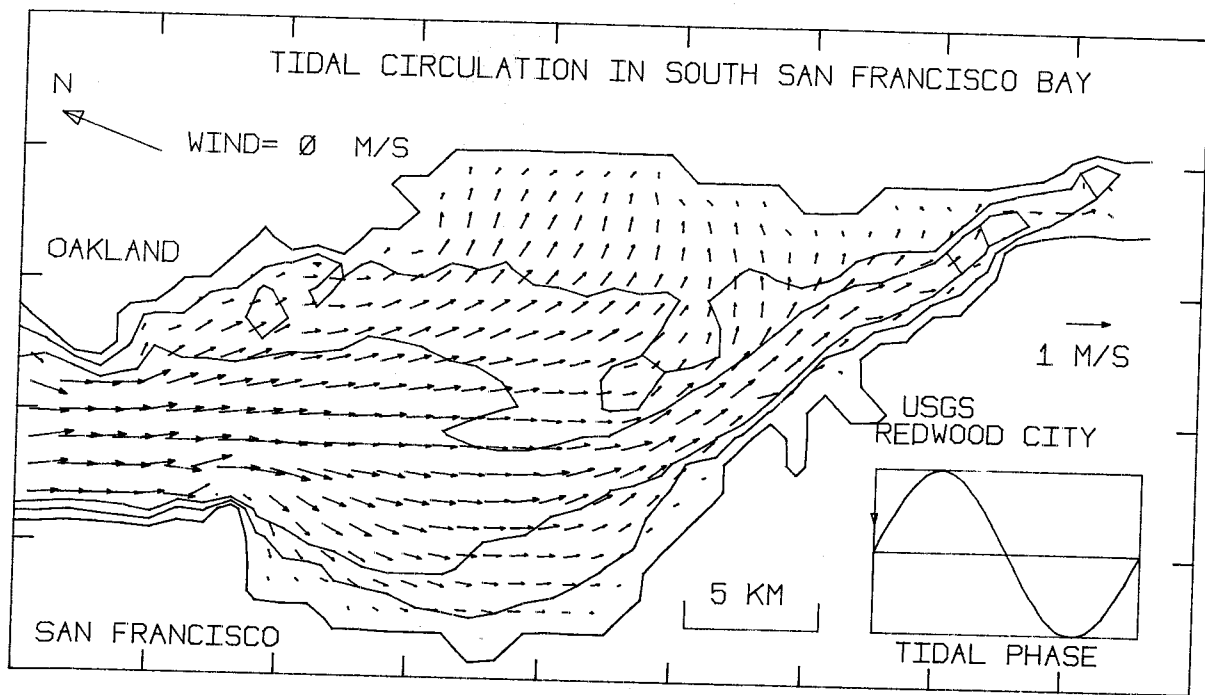 TIDAL CIRCULATION IN SOUTH SAN FRANCISCO BAY
N
WIND= Ø M/S
OAKLAND
1 M/S
USGS
REDWOOD CITY
5 KM
SAN FRANCISCO
TIDAL PHASE